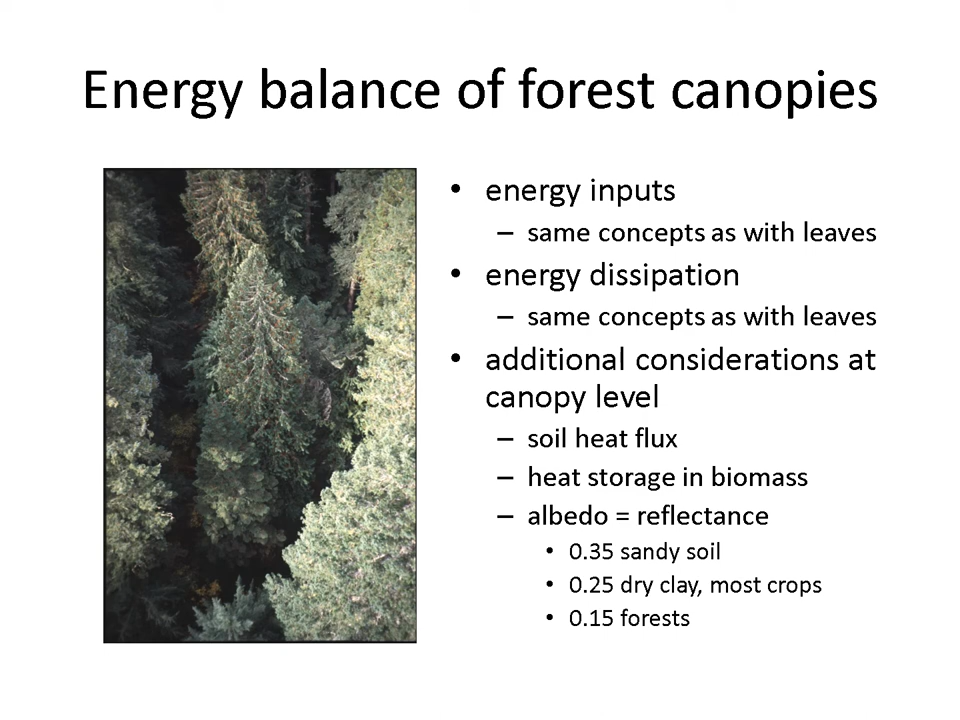 Energy balance of forest canopies
• energy inputs
– same concepts as with leaves
• energy dissipation
– same concepts as with leaves
• additional considerations at
canopy level
– soil heat flux
– heat storage in biomass
– albedo = reflectance
• 0.35 sandy soil
• 0.25 dry clay, most crops
• 0.15 forests